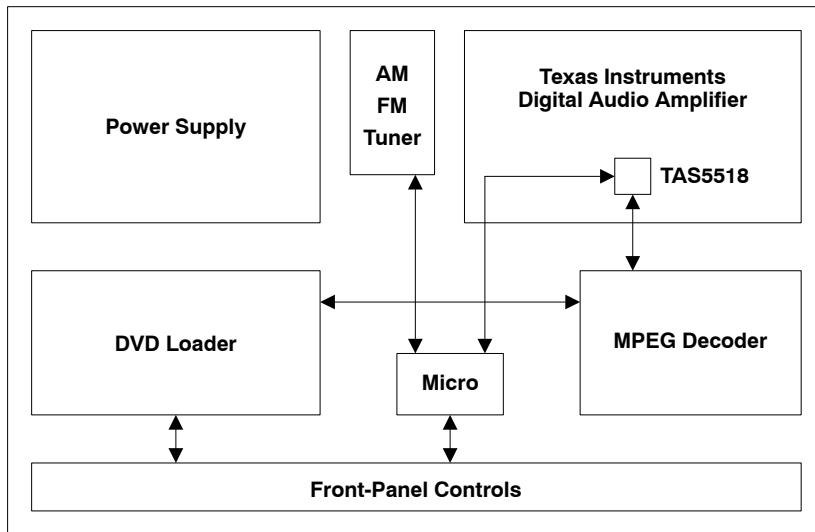 Power Supply
AM
FM
Tuner
Texas Instruments
Digital Audio Amplifier
TAS5518
DVD Loader
Micro
MPEG Decoder
Front-Panel Controls